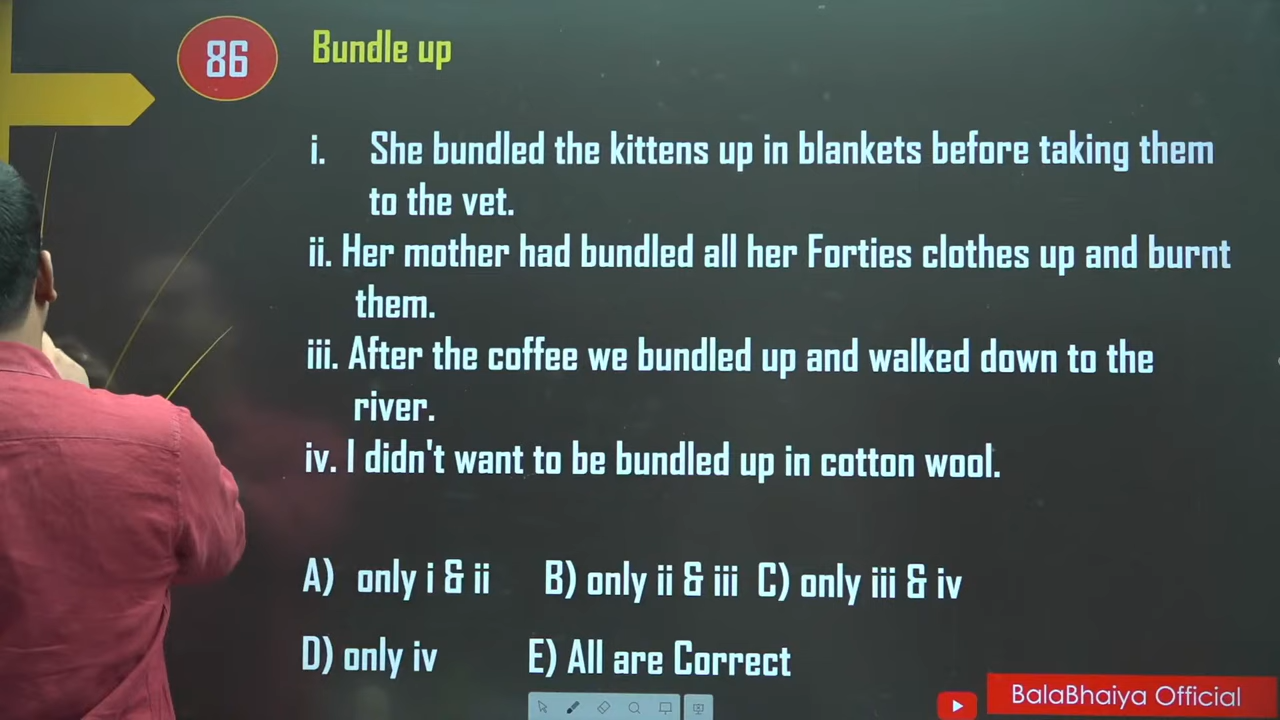 86
Bundle up
i. She bundled the kittens up in blankets before taking them
to the vet.
ii. Her mother had bundled all her Forties clothes up and burnt
them.
iii. After the coffee we bundled up and walked down to the
river.
iv. I didn't want to be bundled up in cotton wool.
A) only i & ii B) only ii & iii C) only iii & iv
D) only iv E) All are Correct
BalaBhaiya Official